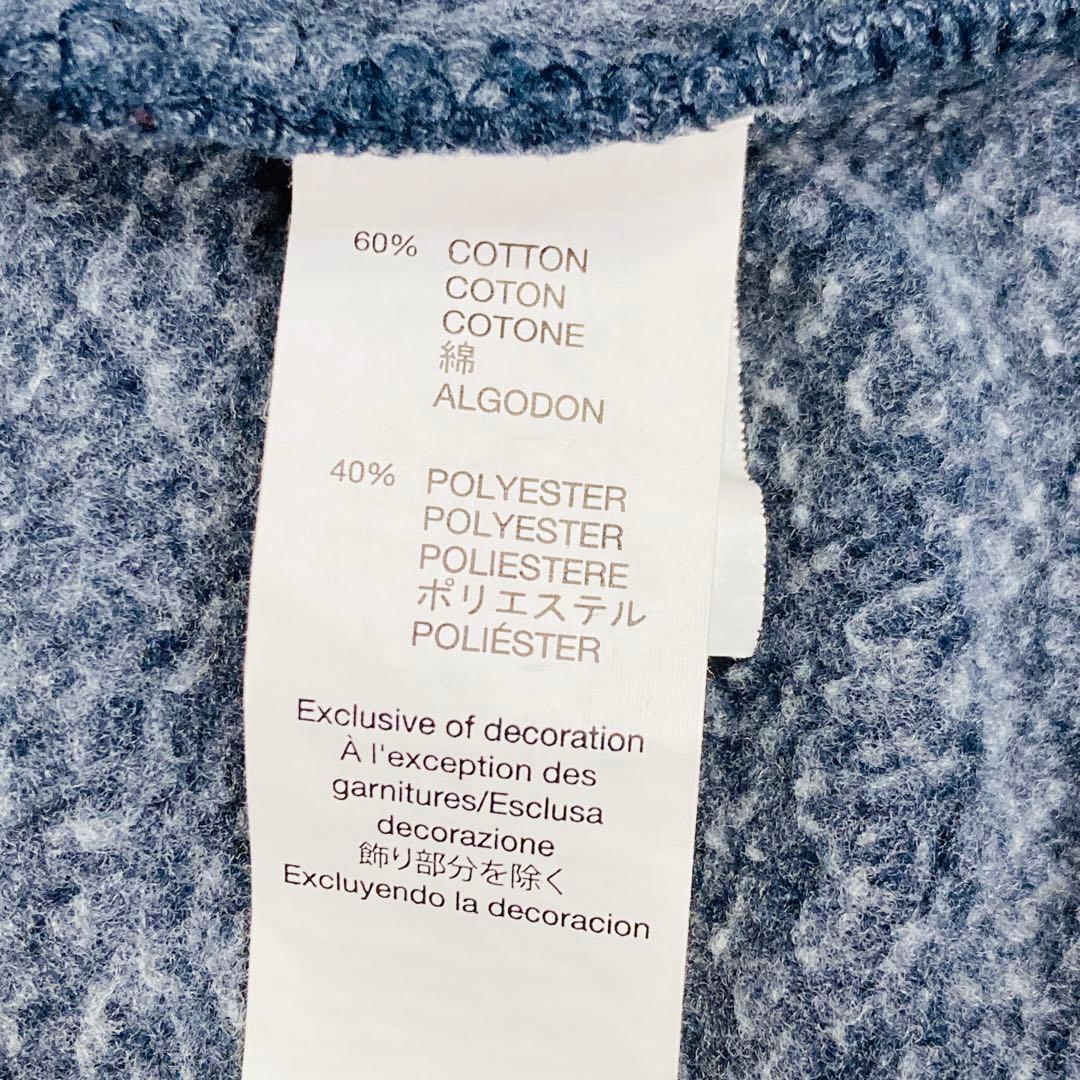 60% COTTON
COTON
COTONE
綿
ALGODON
40% POLYESTER
POLYESTER
POLIESTERE
ポリエステル
POLIÉSTER
Exclusive of decoration
À l'exception des
garnitures/Esclusa
decorazione
飾り部分を除く
Excluyendo la decoracion